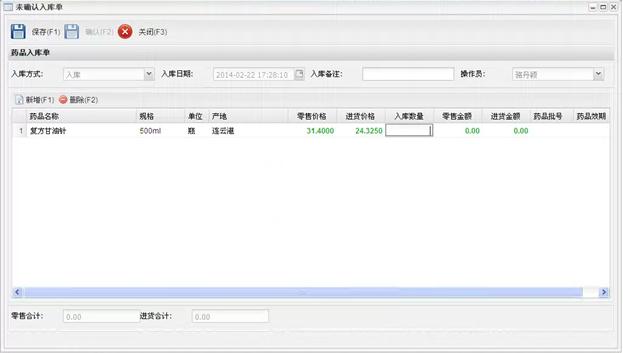 未确认入库单
保存(F1) 确认(F2) 关闭(F3)
药品入库单
入库方式: 入库 入库日期: 2014-02-22 17:28:10 入库备注: 操作员: 骆丹颖
新增(F1) 删除(F2)
药品名称 规格 单位 产地 零售价格 进货价格 入库数量 零售金额 进货金额 药品批号 药品效期
1 复方甘油针 500ml 瓶 连云港 31.4000 24.3250 0.00 0.00
零售合计: 0.00 进货合计: 0.00